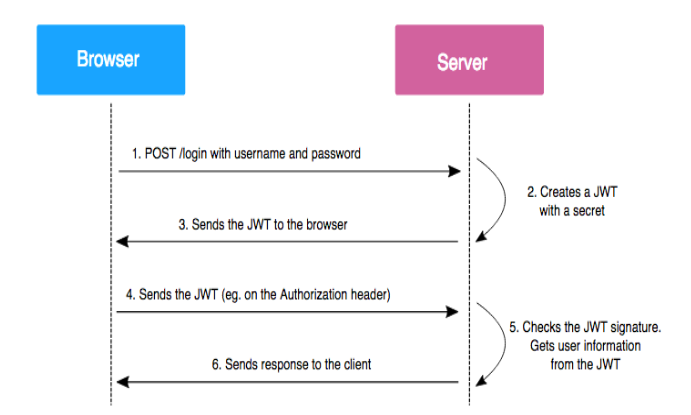 Browser
Server
1. POST /login with username and password
2. Creates a JWT
with a secret
3. Sends the JWT to the browser
4. Sends the JWT (eg. on the Authorization header)
5. Checks the JWT signature.
Gets user information
from the JWT
6. Sends response to the client